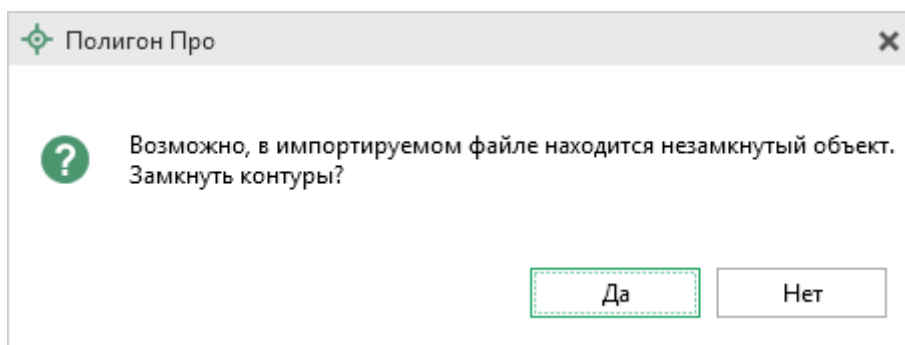 Полигон Про
Возможно, в импортируемом файле находится незамкнутый объект.
Замкнуть контуры?
Да
Нет